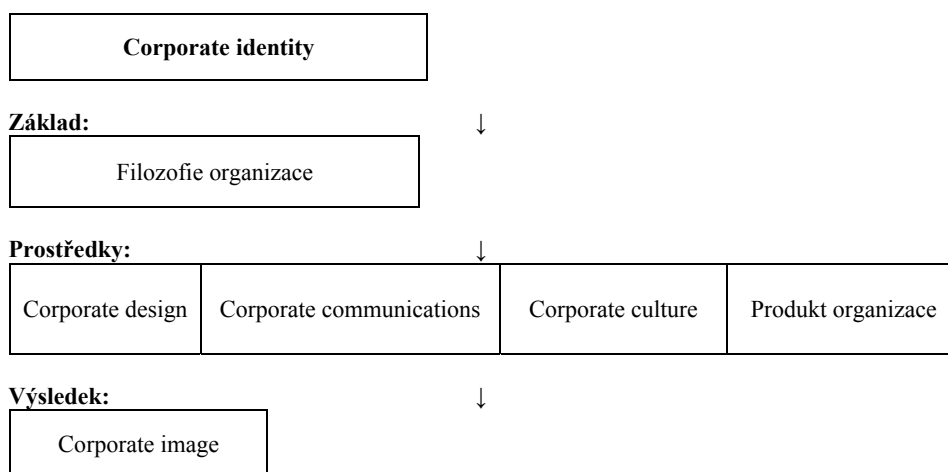 Corporate identity
Základ: ↓
Filozofie organizace
Prostředky: ↓
Corporate design Corporate communications Corporate culture Produkt organizace
Výsledek: ↓
Corporate image